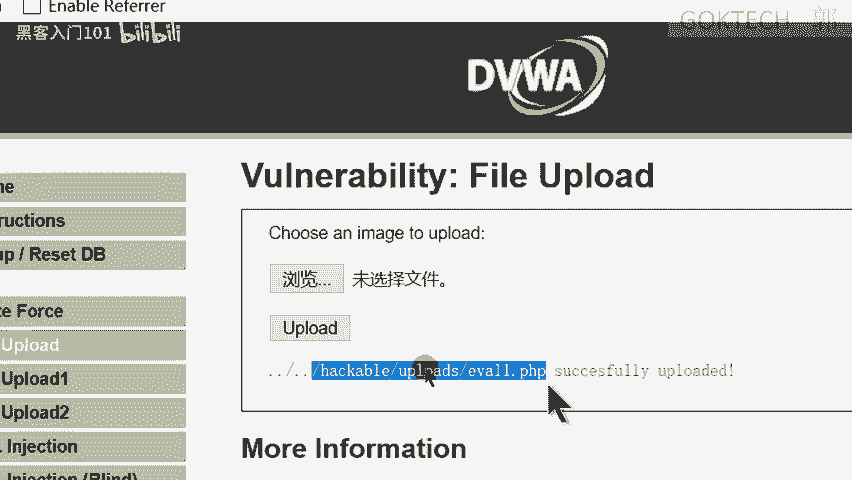 Enable Referrer
黑客入门101 bilibili
GOKTECH 郭
DVWA
Vulnerability: File Upload
Choose an image to upload:
浏览... 未选择文件。
Upload
../../hackable/uploads/eval1.php succesfully uploaded!
More Information
me
ructions
up / Reset DB
te Force
Upload
Upload1
Upload2
Injection
Injection (Blind)